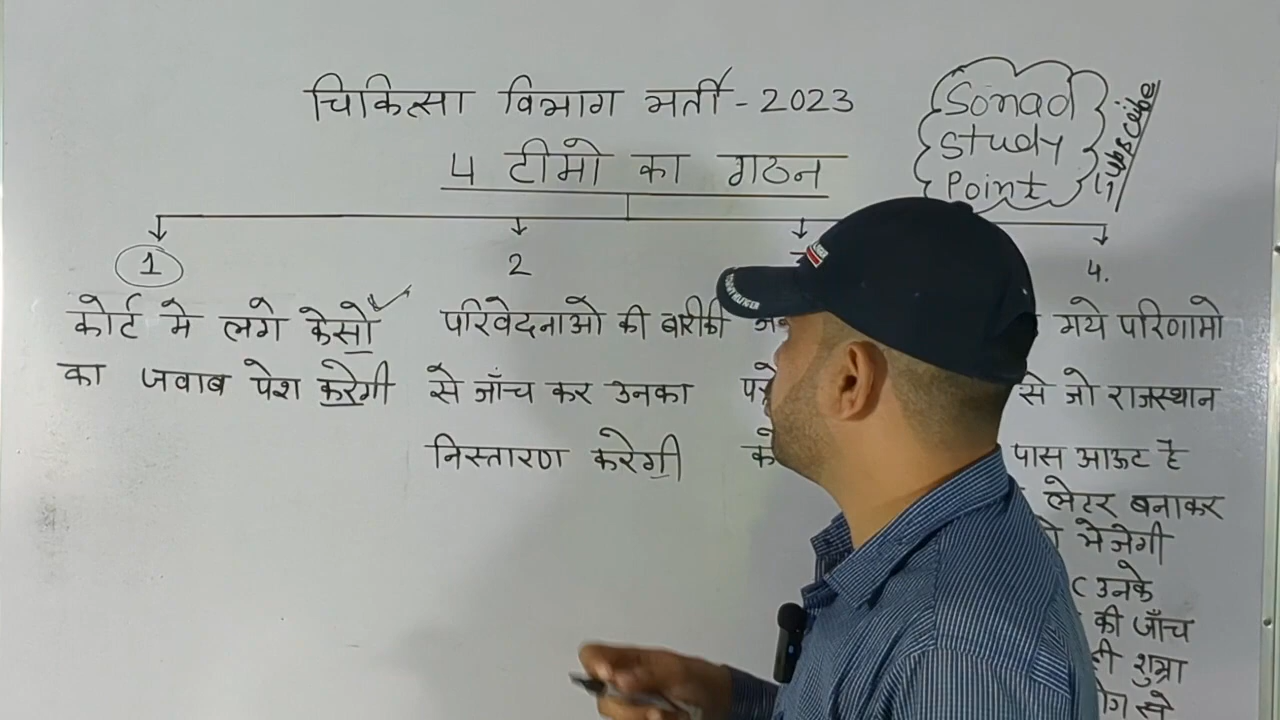 चिकित्सा विभाग भर्ती - 2023
4 टीमो का गठन
Sonad
Study
Point
Subscribe
1
2
4.
कोर्ट मे लगे केसों
का जवाब पेश करेगी
परिवेदनाओ की बारीकी
से जाँच कर उनका
निस्तारण करेगी
गये परिणामो
से जो राजस्थान
पास आऊट है
लेटर बनाकर
भेजेगी
उनके
की जाँच